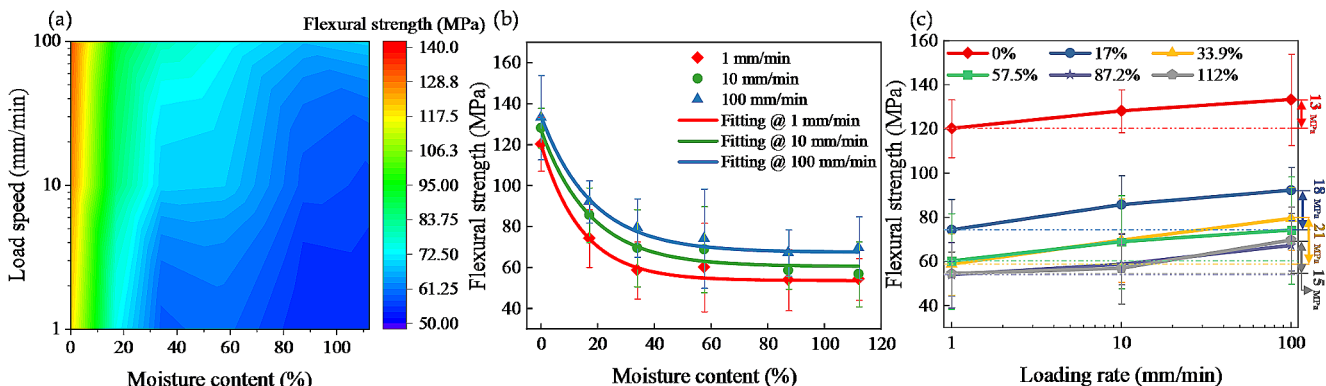 (a)
Flexural strength (MPa)
100
10
1
Load speed (mm/min)
0
20
40
60
80
100
Moisture content (%)
140.0
128.8
117.5
106.3
95.00
83.75
72.50
61.25
50.00
(b)
1 mm/min
10 mm/min
100 mm/min
Fitting @ 1 mm/min
Fitting @ 10 mm/min
Fitting @ 100 mm/min
Flexural strength (MPa)
160
140
120
100
80
60
40
0
20
40
60
80
100
120
Moisture content (%)
(c)
0%
17%
33.9%
57.5%
87.2%
112%
Flexural strength (MPa)
160
140
120
100
80
60
40
1
10
100
Loading rate (mm/min)
13
MPa
18
MPa
21
MPa
15
MPa